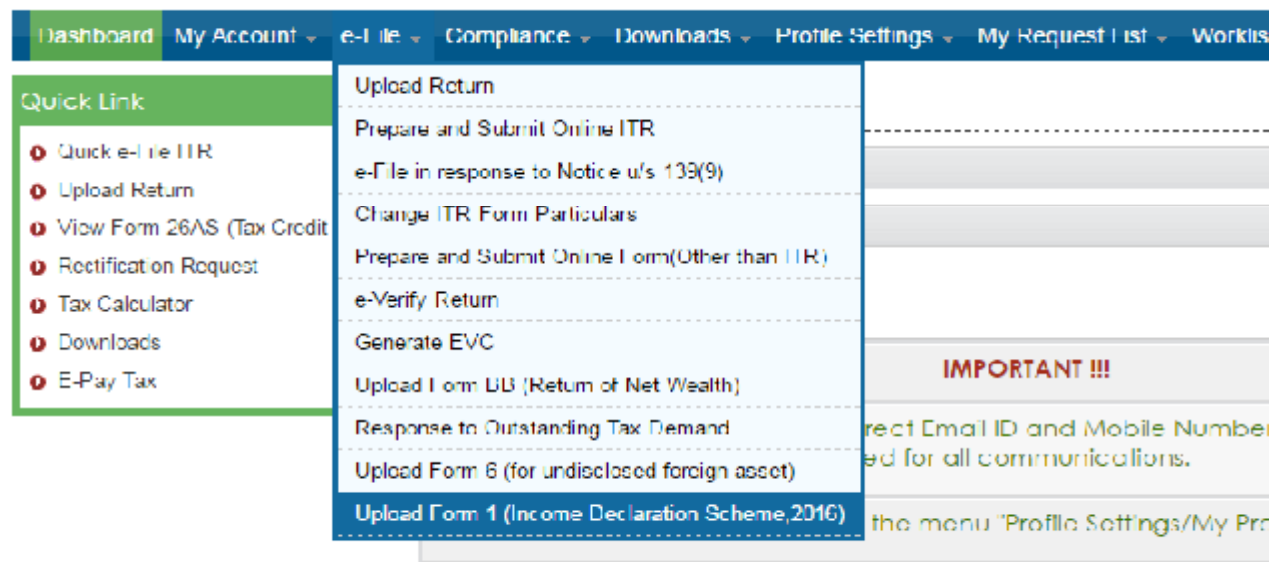 Dashboard My Account e-File Compliance Downloads Profile Settings My Request List Worklis
Quick Link
Quick e-File ITR
Upload Return
View Form 26AS (Tax Credit
Rectification Request
Tax Calculator
Downloads
E-Pay Tax
Upload Return
Prepare and Submit Online ITR
e-File in response to Notice u/s 139(9)
Change ITR Form Particulars
Prepare and Submit Online Form(Other than ITR)
e-Verify Return
Generate EVC
Upload Form BB (Return of Net Wealth)
Response to Outstanding Tax Demand
Upload Form 6 (for undisclosed foreign asset)
Upload Form 1 (Income Declaration Scheme,2016)
IMPORTANT !!!
rect Email ID and Mobile Number
ed for all communications.
the menu "Profile Settings/My Pro